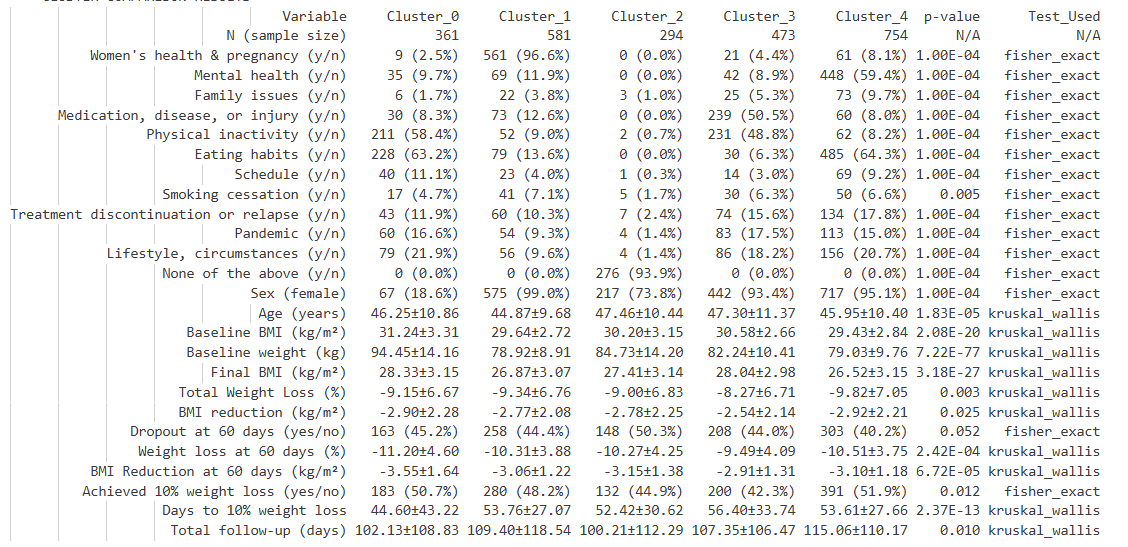 Variable Cluster_0 Cluster_1 Cluster_2 Cluster_3 Cluster_4 p-value Test_Used
N (sample size) 361 581 294 473 754 N/A N/A
Women's health & pregnancy (y/n) 9 (2.5%) 561 (96.6%) 0 (0.0%) 21 (4.4%) 61 (8.1%) 1.00E-04 fisher_exact
Mental health (y/n) 35 (9.7%) 69 (11.9%) 0 (0.0%) 42 (8.9%) 448 (59.4%) 1.00E-04 fisher_exact
Family issues (y/n) 6 (1.7%) 22 (3.8%) 3 (1.0%) 25 (5.3%) 73 (9.7%) 1.00E-04 fisher_exact
Medication, disease, or injury (y/n) 30 (8.3%) 73 (12.6%) 0 (0.0%) 239 (50.5%) 60 (8.0%) 1.00E-04 fisher_exact
Physical inactivity (y/n) 211 (58.4%) 52 (9.0%) 2 (0.7%) 231 (48.8%) 62 (8.2%) 1.00E-04 fisher_exact
Eating habits (y/n) 228 (63.2%) 79 (13.6%) 0 (0.0%) 30 (6.3%) 485 (64.3%) 1.00E-04 fisher_exact
Schedule (y/n) 40 (11.1%) 23 (4.0%) 1 (0.3%) 14 (3.0%) 69 (9.2%) 1.00E-04 fisher_exact
Smoking cessation (y/n) 17 (4.7%) 41 (7.1%) 5 (1.7%) 30 (6.3%) 50 (6.6%) 0.005 fisher_exact
Treatment discontinuation or relapse (y/n) 43 (11.9%) 60 (10.3%) 7 (2.4%) 74 (15.6%) 134 (17.8%) 1.00E-04 fisher_exact
Pandemic (y/n) 60 (16.6%) 54 (9.3%) 4 (1.4%) 83 (17.5%) 113 (15.0%) 1.00E-04 fisher_exact
Lifestyle, circumstances (y/n) 79 (21.9%) 56 (9.6%) 4 (1.4%) 86 (18.2%) 156 (20.7%) 1.00E-04 fisher_exact
None of the above (y/n) 0 (0.0%) 0 (0.0%) 276 (93.9%) 0 (0.0%) 0 (0.0%) 1.00E-04 fisher_exact
Sex (female) 67 (18.6%) 575 (99.0%) 217 (73.8%) 442 (93.4%) 717 (95.1%) 1.00E-04 fisher_exact
Age (years) 46.25±10.86 44.87±9.68 47.46±10.44 47.30±11.37 45.95±10.40 1.83E-05 kruskal_wallis
Baseline BMI (kg/m²) 31.24±3.31 29.64±2.72 30.20±3.15 30.58±2.66 29.43±2.84 2.08E-20 kruskal_wallis
Baseline weight (kg) 94.45±14.16 78.92±8.91 84.73±14.20 82.24±10.41 79.03±9.76 7.22E-77 kruskal_wallis
Final BMI (kg/m²) 28.33±3.15 26.87±3.07 27.41±3.14 28.04±2.98 26.52±3.15 3.18E-27 kruskal_wallis
Total Weight Loss (%) -9.15±6.67 -9.34±6.76 -9.00±6.83 -8.27±6.71 -9.82±7.05 0.003 kruskal_wallis
BMI reduction (kg/m²) -2.90±2.28 -2.77±2.08 -2.78±2.25 -2.54±2.14 -2.92±2.21 0.025 kruskal_wallis
Dropout at 60 days (yes/no) 163 (45.2%) 258 (44.4%) 148 (50.3%) 208 (44.0%) 303 (40.2%) 0.052 fisher_exact
Weight loss at 60 days (%) -11.20±4.60 -10.31±3.88 -10.27±4.25 -9.49±4.09 -10.51±3.75 2.42E-04 kruskal_wallis
BMI Reduction at 60 days (kg/m²) -3.55±1.64 -3.06±1.22 -3.15±1.38 -2.91±1.31 -3.10±1.18 6.72E-05 kruskal_wallis
Achieved 10% weight loss (yes/no) 183 (50.7%) 280 (48.2%) 132 (44.9%) 200 (42.3%) 391 (51.9%) 0.012 fisher_exact
Days to 10% weight loss 44.60±43.22 53.76±27.07 52.42±30.62 56.40±33.74 53.61±27.66 2.37E-13 kruskal_wallis
Total follow-up (days) 102.13±108.83 109.40±118.54 100.21±112.29 107.35±106.47 115.06±110.17 0.010 kruskal_wallis